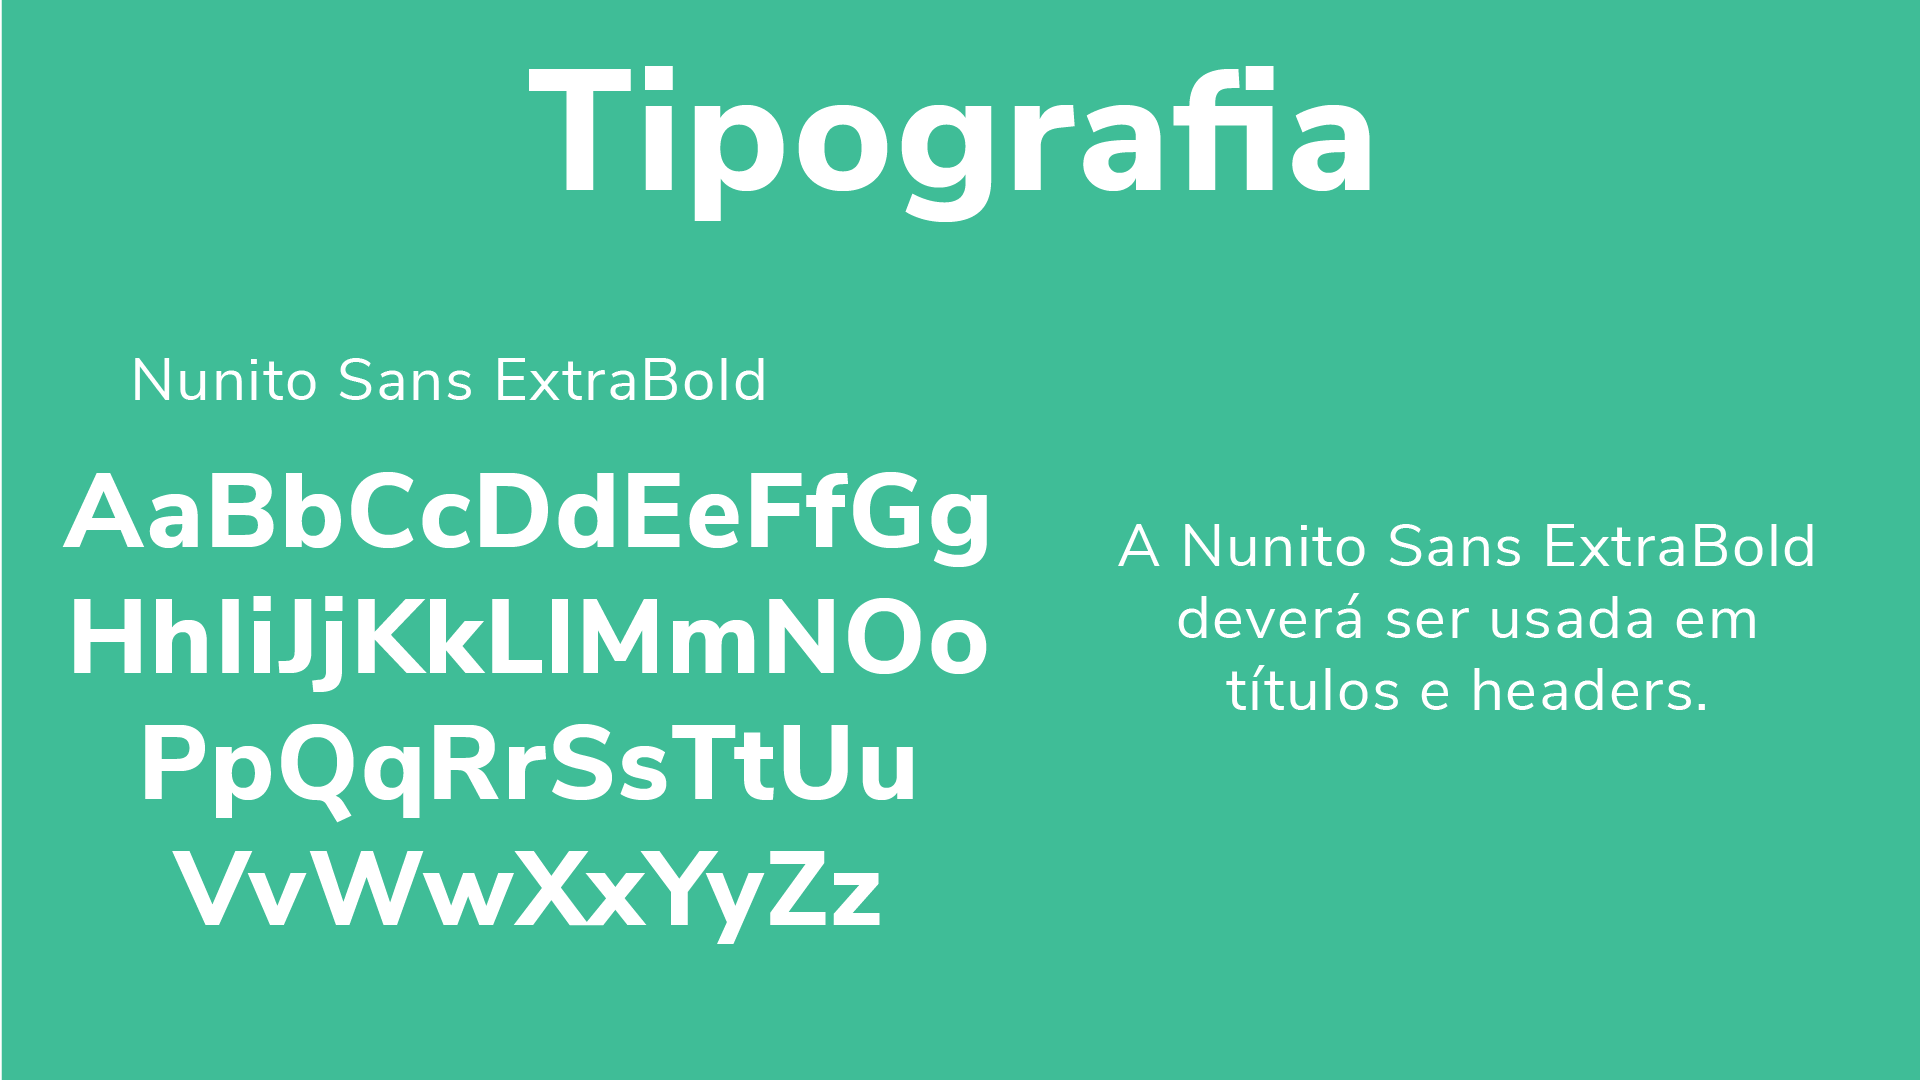 Tipografia
Nunito Sans ExtraBold
AaBbCcDdEeFfGg
HhIiJjKkLlMmNOo
PpQqRrSsTtUu
VvWwXxYyZz
A Nunito Sans ExtraBold
deverá ser usada em
títulos e headers.